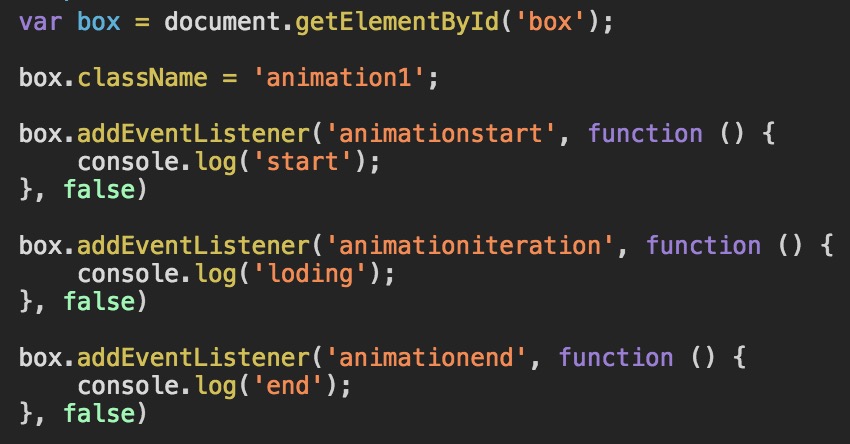 var box = document.getElementById('box');
box.className = 'animation1';
box.addEventListener('animationstart', function () {
    console.log('start');
}, false)
box.addEventListener('animationiteration', function () {
    console.log('loding');
}, false)
box.addEventListener('animationend', function () {
    console.log('end');
}, false)